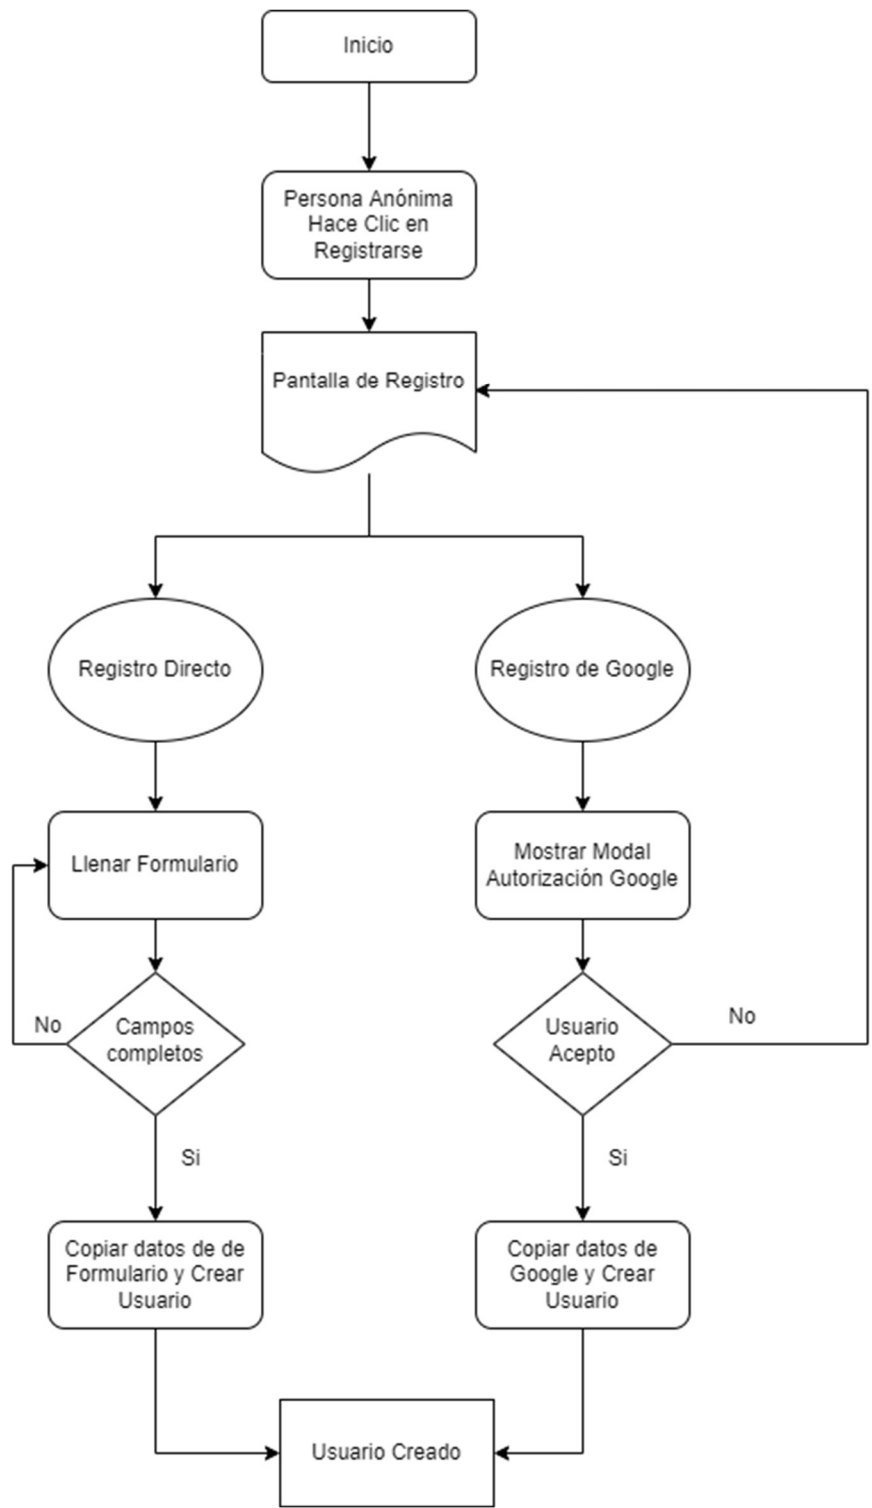 Inicio
Persona Anónima
Hace Clic en
Registrarse
Pantalla de Registro
Registro Directo
Registro de Google
Llenar Formulario
Mostrar Modal
Autorización Google
No
Campos
completos
Usuario
Acepto
No
Si
Si
Copiar datos de de
Formulario y Crear
Usuario
Copiar datos de
Google y Crear
Usuario
Usuario Creado